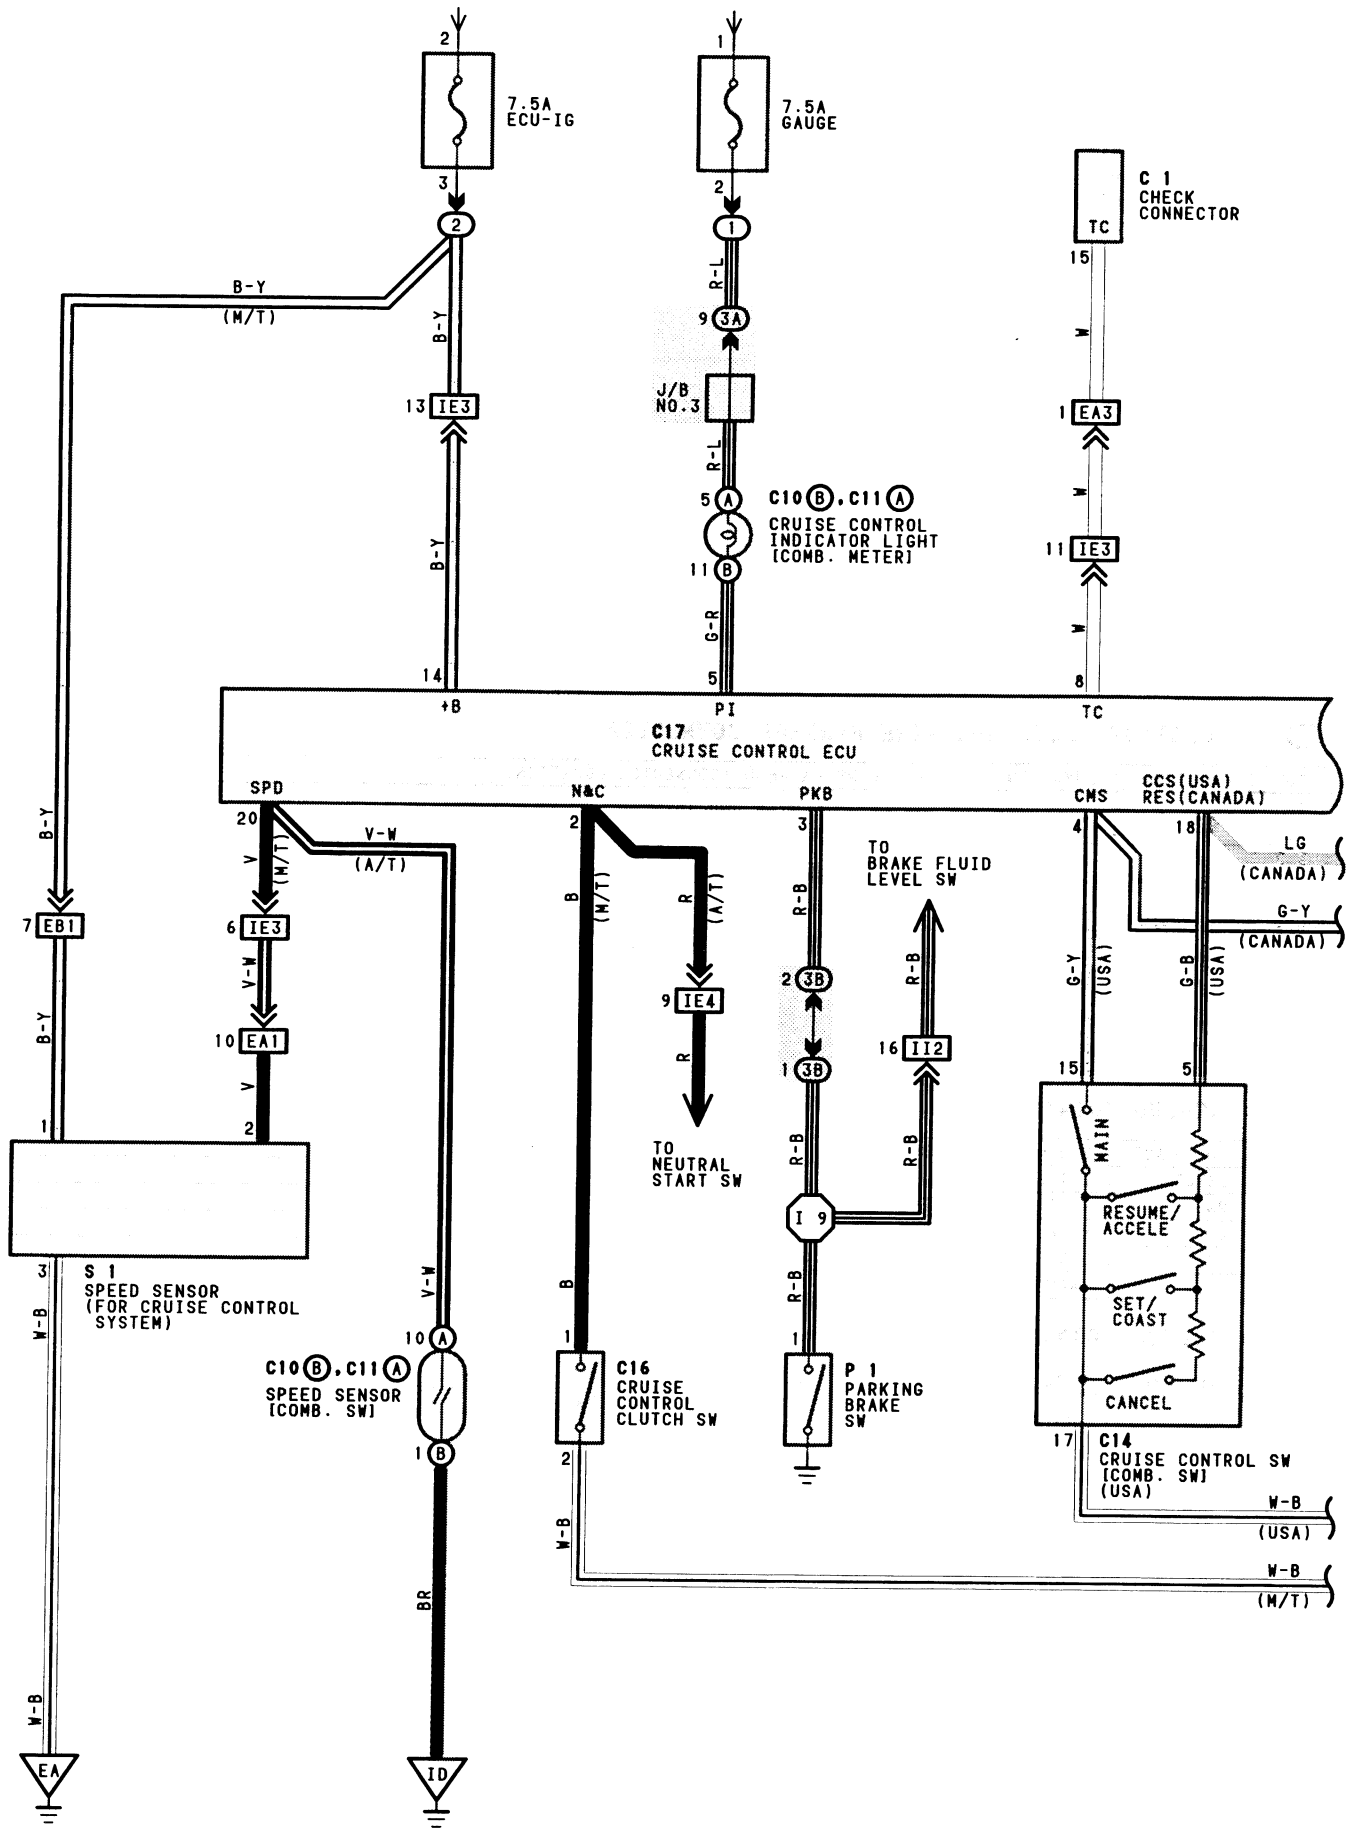 2
1
7.5A
ECU-IG
7.5A
GAUGE
3
2
2
1
C 1
CHECK
CONNECTOR
TC
15
B-Y
(M/T)
B-Y
R-L
9 3A
W
J/B
NO.3
13 IE3
1 EA3
R-L
5 A
C10 B, C11 A
CRUISE CONTROL
INDICATOR LIGHT
[COMB. METER]
11 B
W
11 IE3
B-Y
G-R
W
14
5
8
+B
PI
TC
C17
CRUISE CONTROL ECU
SPD
N&C
PKB
CMS
CCS(USA)
RES(CANADA)
20
2
3
4
18
B-Y
V
(M/T)
V-W
(A/T)
B
(M/T)
R
(A/T)
R-B
TO
BRAKE FLUID
LEVEL SW
LG
(CANADA)
G-Y
(CANADA)
7 EB1
6 IE3
V-W
G-Y
(USA)
G-B
(USA)
R-B
2 3B
9 IE4
B-Y
10 EA1
R
16 II2
1 3B
V
15
5
1
2
R-B
R-B
MAIN
TO
NEUTRAL
START SW
I 9
RESUME/
ACCELE
3
S 1
SPEED SENSOR
(FOR CRUISE CONTROL
SYSTEM)
W-B
V-W
B
R-B
SET/
COAST
10 A
1
1
C10 B, C11 A
SPEED SENSOR
[COMB. SW]
C16
CRUISE
CONTROL
CLUTCH SW
P 1
PARKING
BRAKE
SW
CANCEL
1 B
2
17
C14
CRUISE CONTROL SW
[COMB. SW]
(USA)
W-B
W-B
(USA)
W-B
(M/T)
BR
W-B
EA
ID